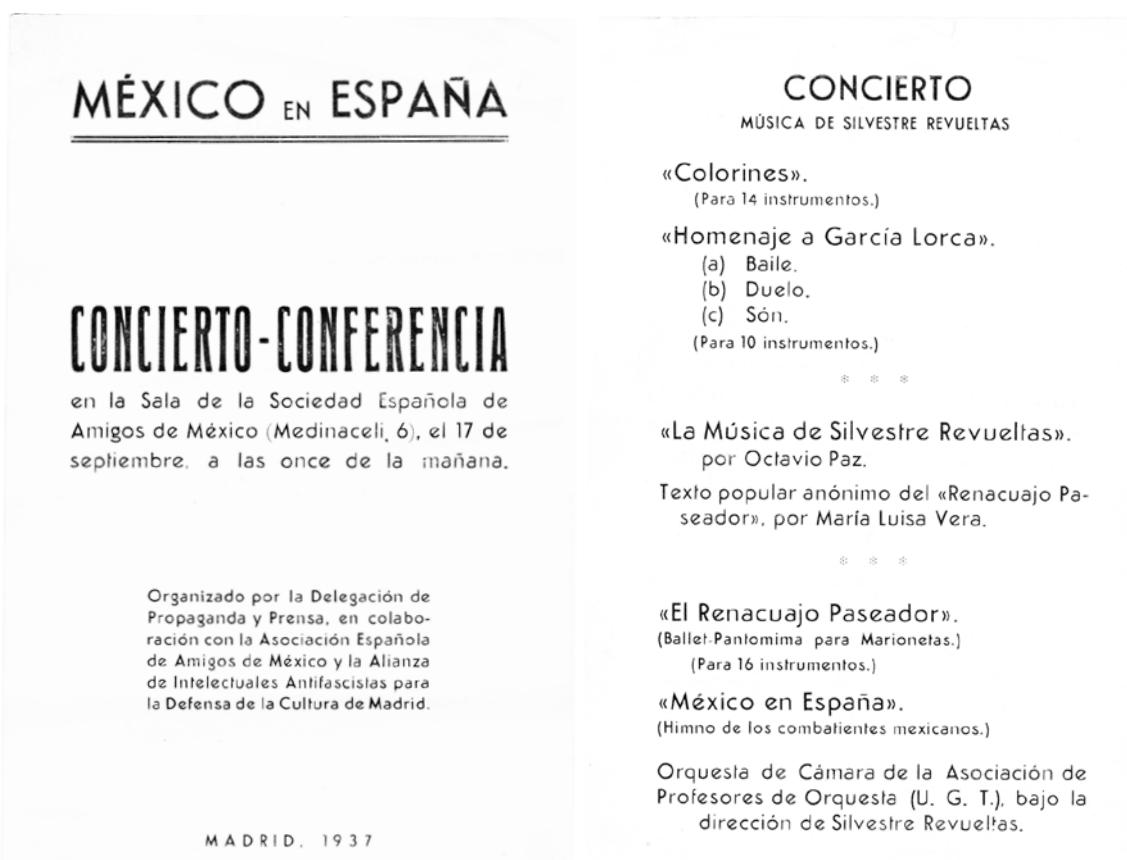 MÉXICO EN ESPAÑA
CONCIERTO-CONFERENCIA
en la Sala de la Sociedad Española de
Amigos de México (Medinaceli, 6), el 17 de
septiembre, a las once de la mañana.
Organizado por la Delegación de
Propaganda y Prensa, en colabo-
ración con la Asociación Española
de Amigos de México y la Alianza
de Intelectuales Antifascistas para
la Defensa de la Cultura de Madrid.
MADRID, 1937
CONCIERTO
MÚSICA DE SILVESTRE REVUELTAS
«Colorines».
(Para 14 instrumentos.)
«Homenaje a García Lorca».
(a) Baile.
(b) Duelo.
(c) Són.
(Para 10 instrumentos.)
* * *
«La Música de Silvestre Revueltas».
por Octavio Paz.
Texto popular anónimo del «Renacuajo Pa-
seador», por María Luisa Vera.
* * *
«El Renacuajo Paseador».
(Ballet-Pantomima para Marionetas.)
(Para 16 instrumentos.)
«México en España».
(Himno de los combatientes mexicanos.)
Orquesta de Cámara de la Asociación de
Profesores de Orquesta (U. G. T.), bajo la
dirección de Silvestre Revueltas.